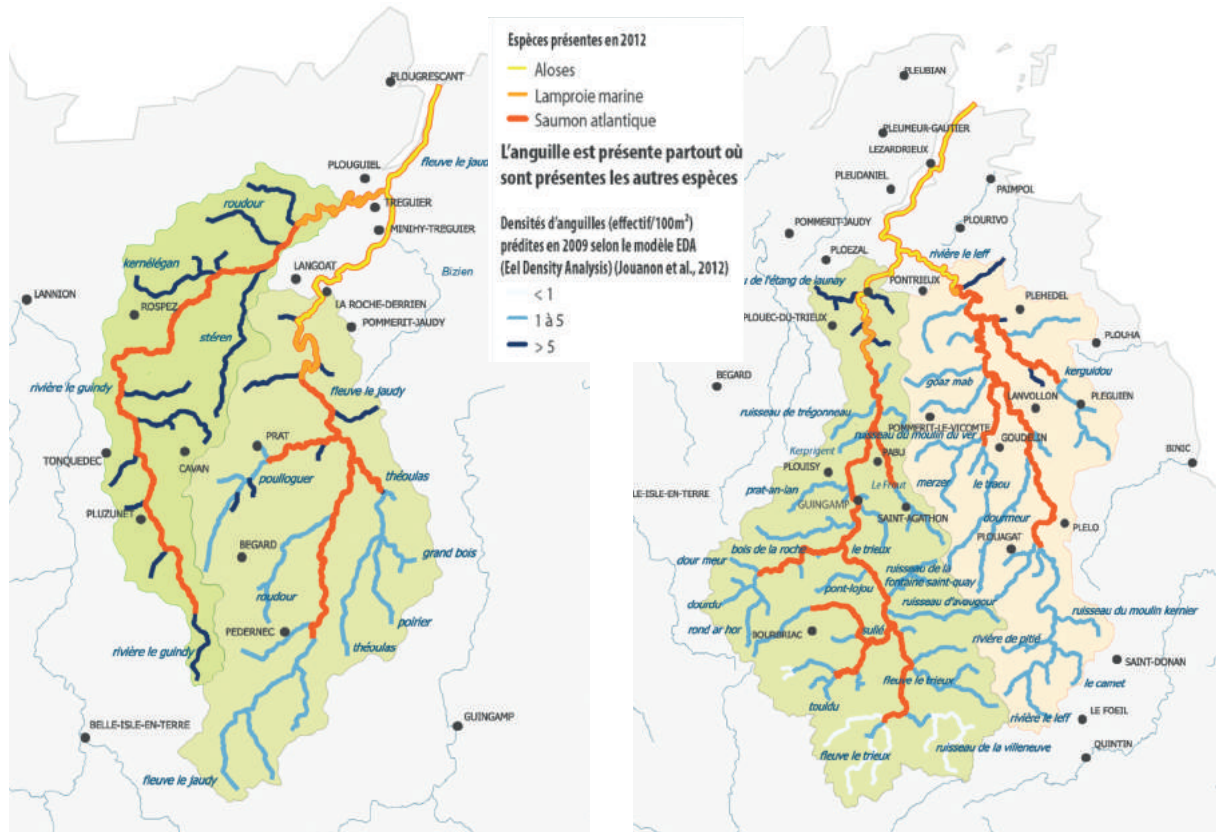 PLOUGRESCANT
fleuve le jaudy
PLOUGUIEL
roudour
TREGUIER
MINIHY-TREGUIER
kernélégan
LANGOAT
Bizien
LANNION
ROSPEZ
LA ROCHE-DERRIEN
POMMERIT-JAUDY
stéren
rivière le guindy
fleuve le jaudy
PRAT
TONQUEDEC
CAVAN
poulloguer
théoulas
PLUZUNET
BEGARD
grand bois
roudour
poirier
PEDERNEC
théoulas
rivière le guindy
BELLE-ISLE-EN-TERRE
GUINGAMP
fleuve le jaudy
Espèces présentes en 2012
Aloses
Lamproie marine
Saumon atlantique
L'anguille est présente partout où
sont présentes les autres espèces
Densités d'anguilles (effectif/100m²)
prédites en 2009 selon le modèle EDA
(Eel Density Analysis) (Jouanon et al., 2012)
< 1
1 à 5
> 5
PLEUBIAN
PLEUMEUR-GAUTIER
LEZARDRIEUX
PLEUDANIEL
PAIMPOL
POMMERIT-JAUDY
PLOURIVO
PLOEZAL
rivière le leff
de l'étang de launay
PONTRIEUX
PLEHEDEL
PLOUEC-DU-TRIEUX
PLOUHA
BEGARD
goaz mab
kerguidou
LANVOLLON
PLEGUIEN
ruisseau de trégonneau
POMMERIT-LE-VICOMTE
ruisseau du moulin du ver
GOUDELIN
Kerprigent
PABU
BINIC
PLOUISY
prat-an-lan
Le Frout
merzer
le traou
GUINGAMP
SAINT-AGATHON
dourmeur
PLELO
bois de la roche
le trieux
PLOUAGAT
dour meur
ruisseau de la
fontaine saint-quay
pont-lojou
dourdu
ruisseau d'avaugour
ruisseau du moulin kernier
rond ar hor
BOURBRIAC
sullé
rivière de pitié
SAINT-DONAN
fleuve le trieux
le camet
touldu
rivière le leff
LE FOEIL
fleuve le trieux
ruisseau de la villeneuve
QUINTIN